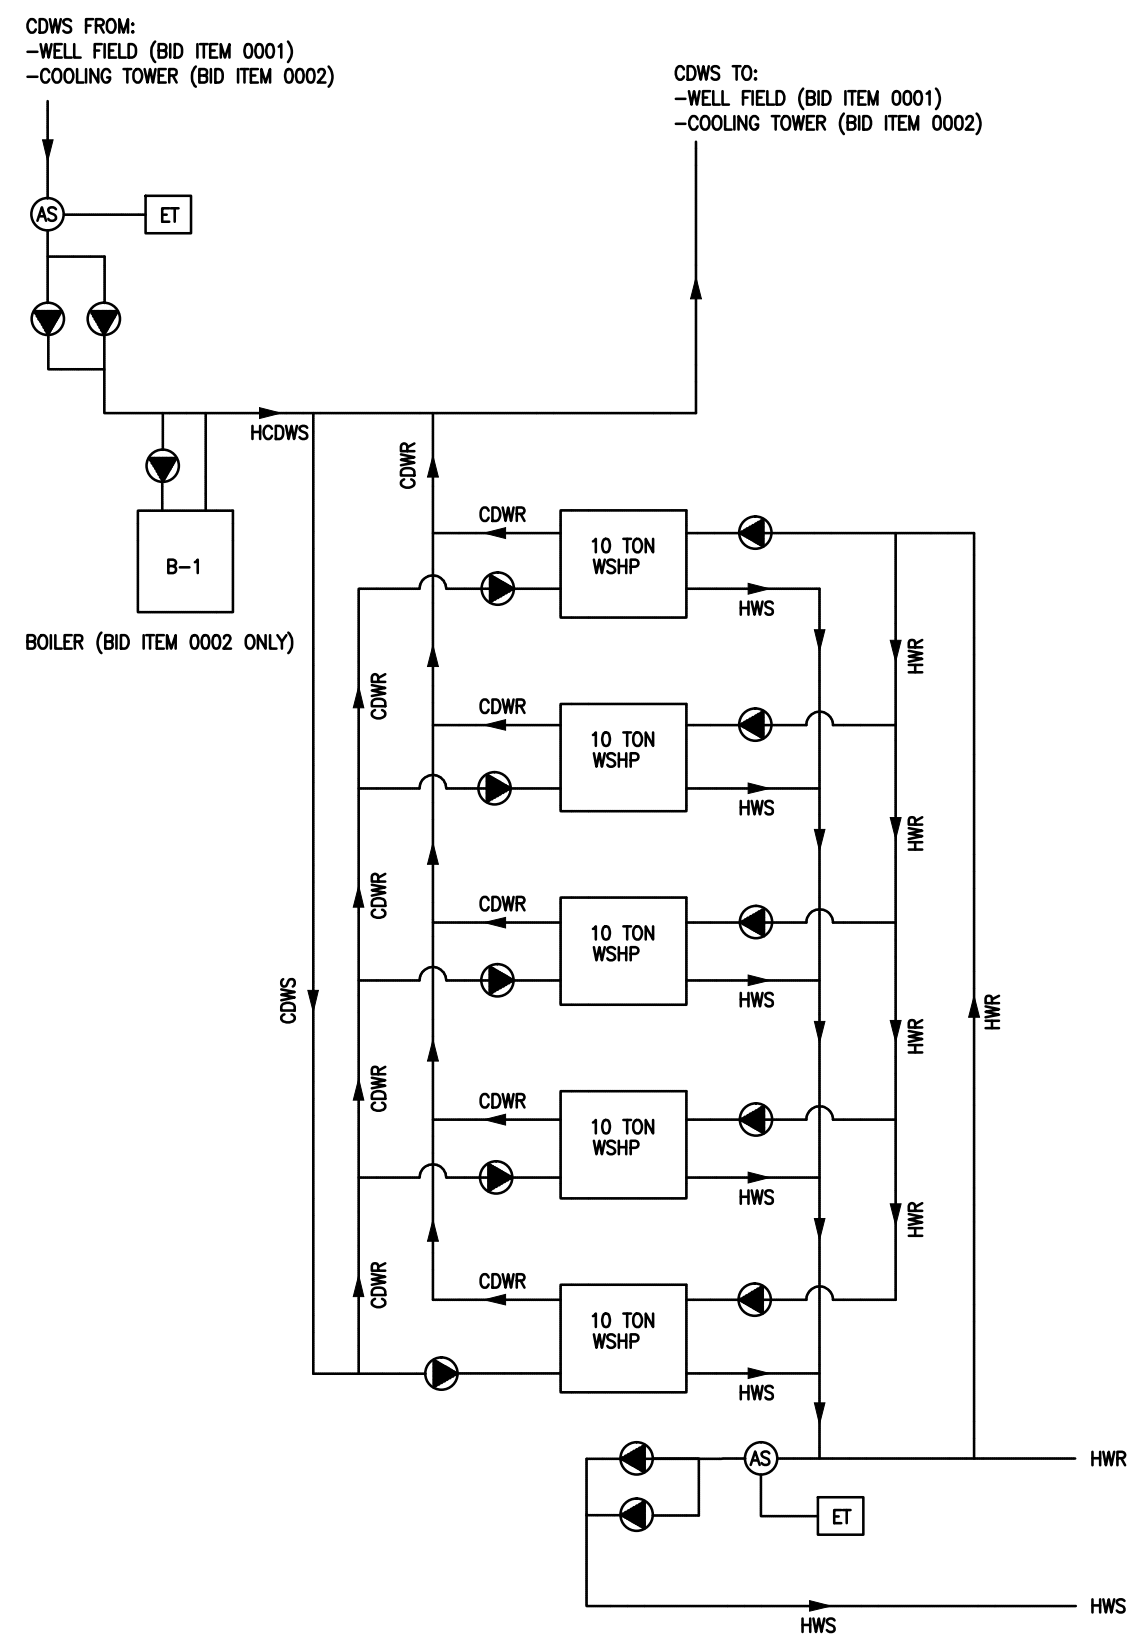 CDWS FROM:
-WELL FIELD (BID ITEM 0001)
-COOLING TOWER (BID ITEM 0002)
CDWS TO:
-WELL FIELD (BID ITEM 0001)
-COOLING TOWER (BID ITEM 0002)
AS
ET
HCDWS
CDWR
B-1
BOILER (BID ITEM 0002 ONLY)
CDWR
10 TON
WSHP
HWS
HWR
CDWR
CDWR
10 TON
WSHP
HWS
HWR
CDWR
CDWR
10 TON
WSHP
HWS
CDWS
HWR
HWR
CDWR
CDWR
10 TON
WSHP
HWS
HWR
CDWR
CDWR
10 TON
WSHP
HWS
AS
HWR
ET
HWS
HWS